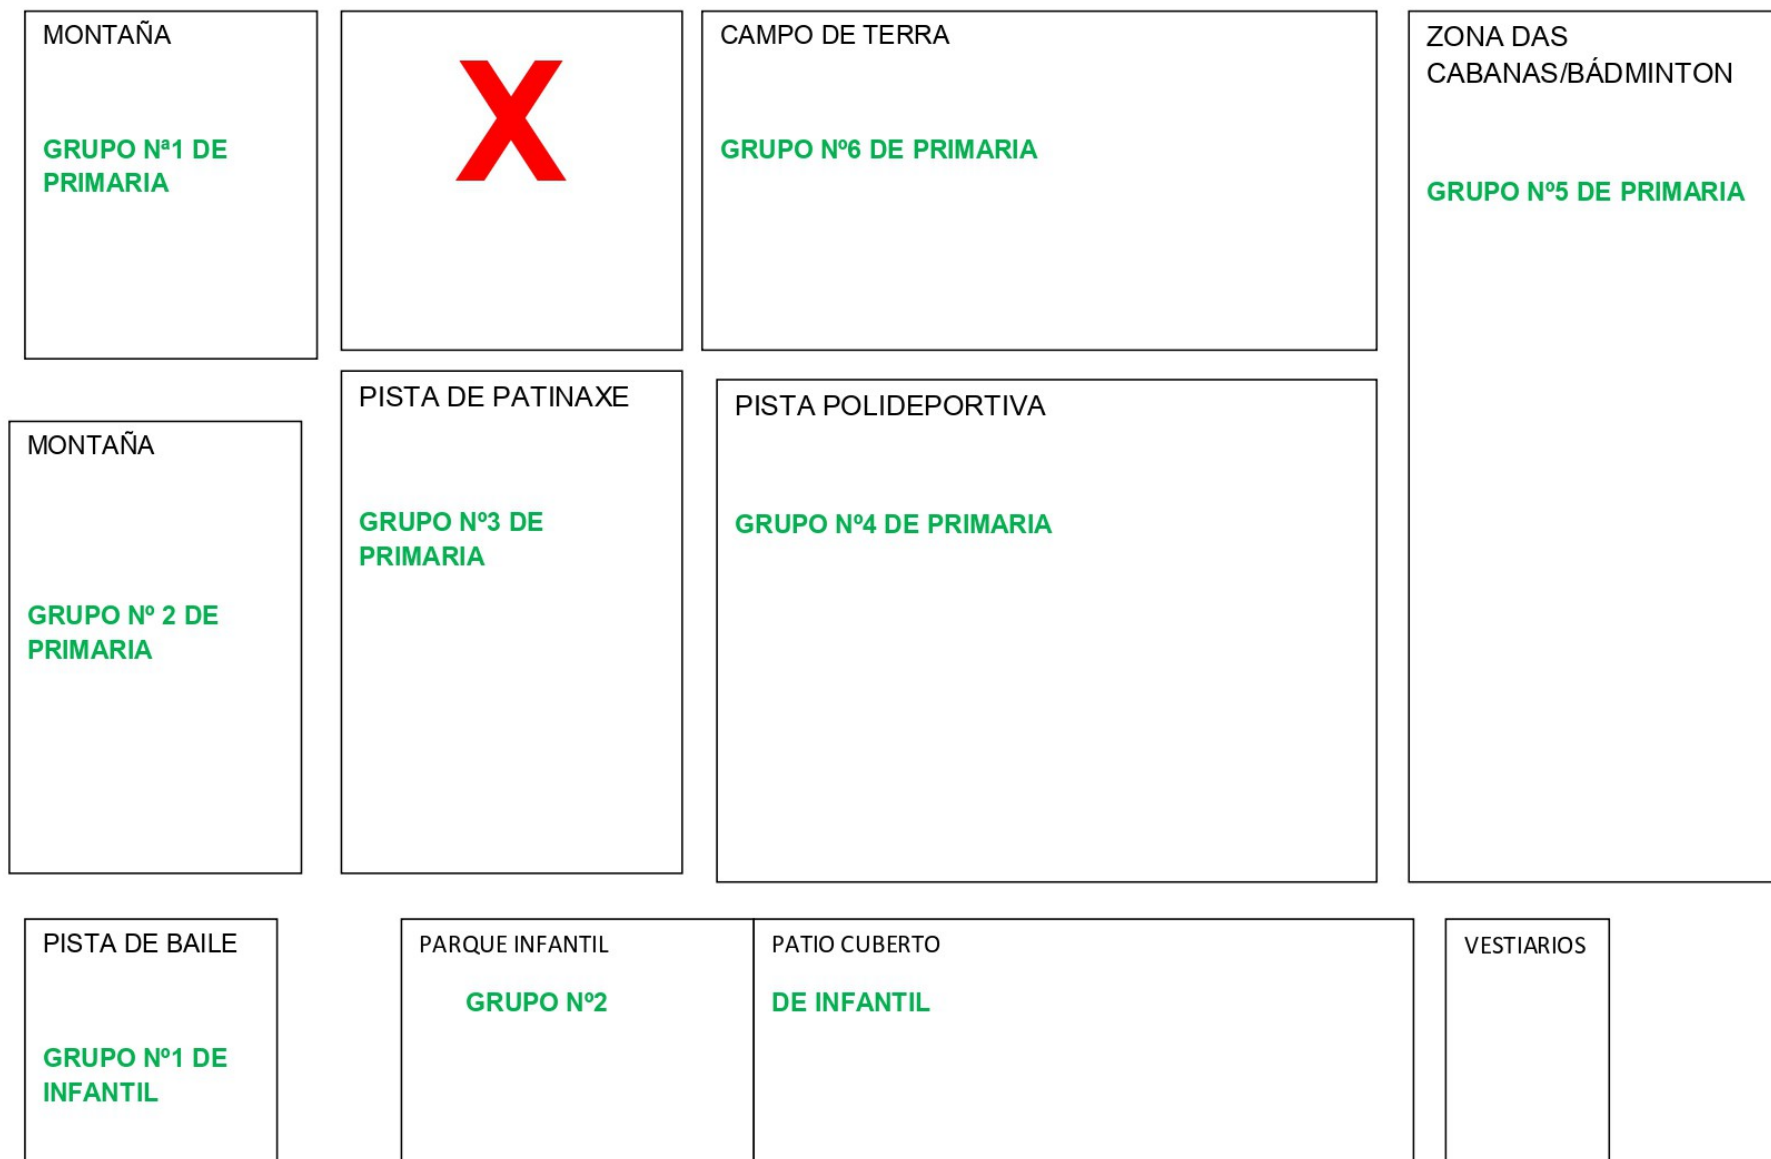 MONTAÑA
GRUPO Nª1 DE
PRIMARIA
X
CAMPO DE TERRA
GRUPO Nº6 DE PRIMARIA
ZONA DAS
CABANAS/BÁDMINTON
GRUPO Nº5 DE PRIMARIA
MONTAÑA
GRUPO Nº 2 DE
PRIMARIA
PISTA DE PATINAXE
GRUPO Nº3 DE
PRIMARIA
PISTA POLIDEPORTIVA
GRUPO Nº4 DE PRIMARIA
PISTA DE BAILE
GRUPO Nº1 DE
INFANTIL
PARQUE INFANTIL
GRUPO Nº2
PATIO CUBERTO
DE INFANTIL
VESTIARIOS